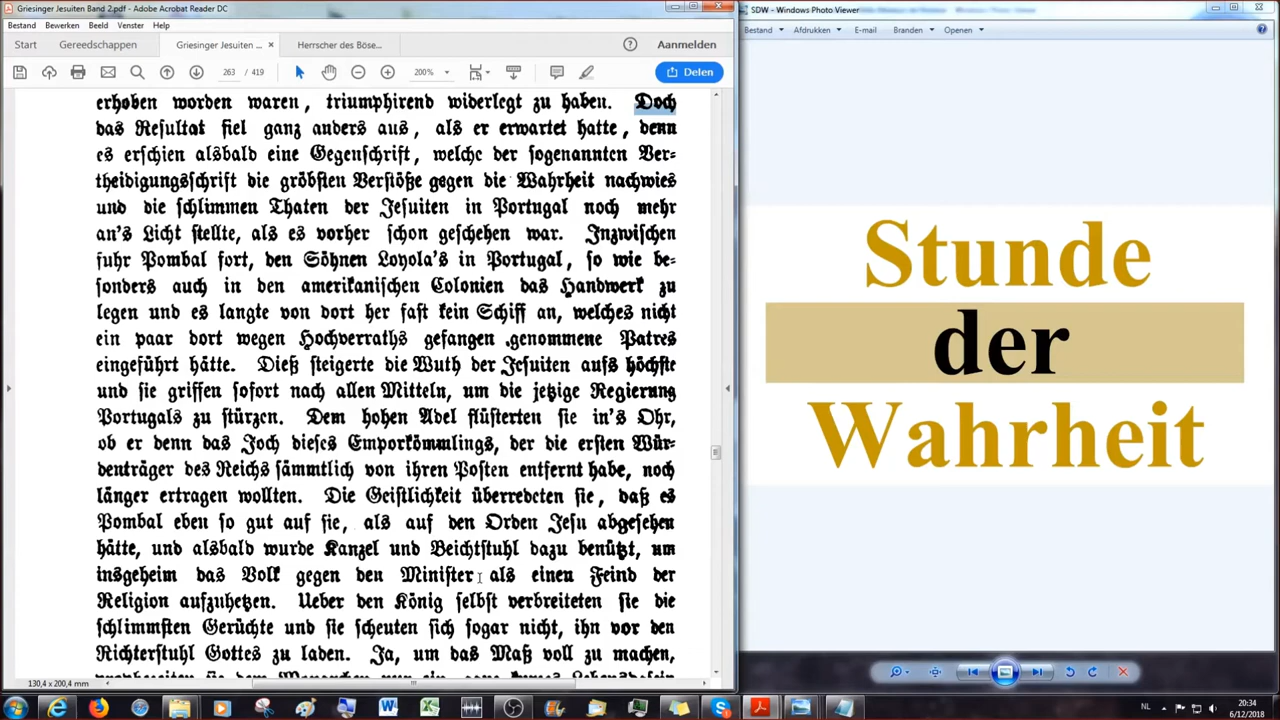 Griesinger Jesuiten Band 2.pdf - Adobe Acrobat Reader DC
Bestand Bewerken Beeld Venster Help
Start Gereedschappen Griesinger Jesuiten ... × Herrscher des Böse... Aanmelden
263 / 419 200% Delen
erhoben worden waren, triumphirend widerlegt zu haben. Doch
das Resultat fiel ganz anders aus, als er erwartet hatte, denn
es erschien alsbald eine Gegenschrift, welche der sogenannten Ver-
theidigungsschrift die gröbsten Verstöße gegen die Wahrheit nachwies
und die schlimmen Thaten der Jesuiten in Portugal noch mehr
an's Licht stellte, als es vorher schon geschehen war. Inzwischen
fuhr Pombal fort, den Söhnen Loyola's in Portugal, so wie be-
sonders auch in den amerikanischen Colonien das Handwerk zu
legen und es langte von dort her fast kein Schiff an, welches nicht
ein paar dort wegen Hochverraths gefangen genommene Patres
eingeführt hätte. Dieß steigerte die Wuth der Jesuiten aufs höchste
und sie griffen sofort nach allen Mitteln, um die jetzige Regierung
Portugals zu stürzen. Dem hohen Adel flüsterten sie in's Ohr,
ob er denn das Joch dieses Emporkömmlings, der die ersten Wür-
denträger des Reichs sämmtlich von ihren Posten entfernt habe, noch
länger ertragen wollten. Die Geistlichkeit überredeten sie, daß es
Pombal eben so gut auf sie, als auf den Orden Jesu abgesehen
hätte, und alsbald wurde Kanzel und Beichtstuhl dazu benützt, um
insgeheim das Volk gegen den Minister als einen Feind der
Religion aufzuhetzen. Ueber den König selbst verbreiteten sie die
schlimmsten Gerüchte und sie scheuten sich sogar nicht, ihn vor den
Richterstuhl Gottes zu laden. Ja, um das Maß voll zu machen,
130,4 x 200,4 mm
SDW - Windows Photo Viewer
Bestand Afdrukken E-mail Branden Openen
Stunde
der
Wahrheit
NL 20:34
6/12/2018